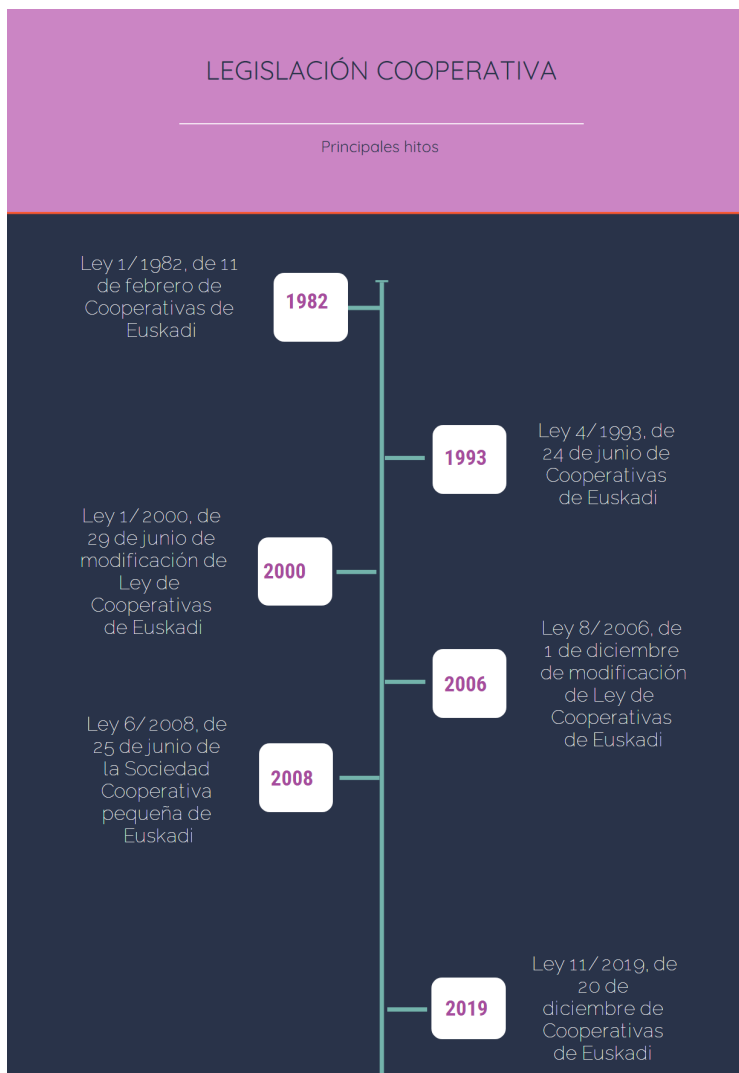 LEGISLACIÓN COOPERATIVA
Principales hitos
Ley 1/1982, de 11
de febrero de
Cooperativas de
Euskadi
1982
1993
Ley 4/1993, de
24 de junio de
Cooperativas
de Euskadi
Ley 1/2000, de
29 de junio de
modificación de
Ley de
Cooperativas
de Euskadi
2000
2006
Ley 8/2006, de
1 de diciembre
de modificación
de Ley de
Cooperativas
de Euskadi
Ley 6/2008, de
25 de junio de
la Sociedad
Cooperativa
pequeña de
Euskadi
2008
2019
Ley 11/2019, de
20 de
diciembre de
Cooperativas
de Euskadi